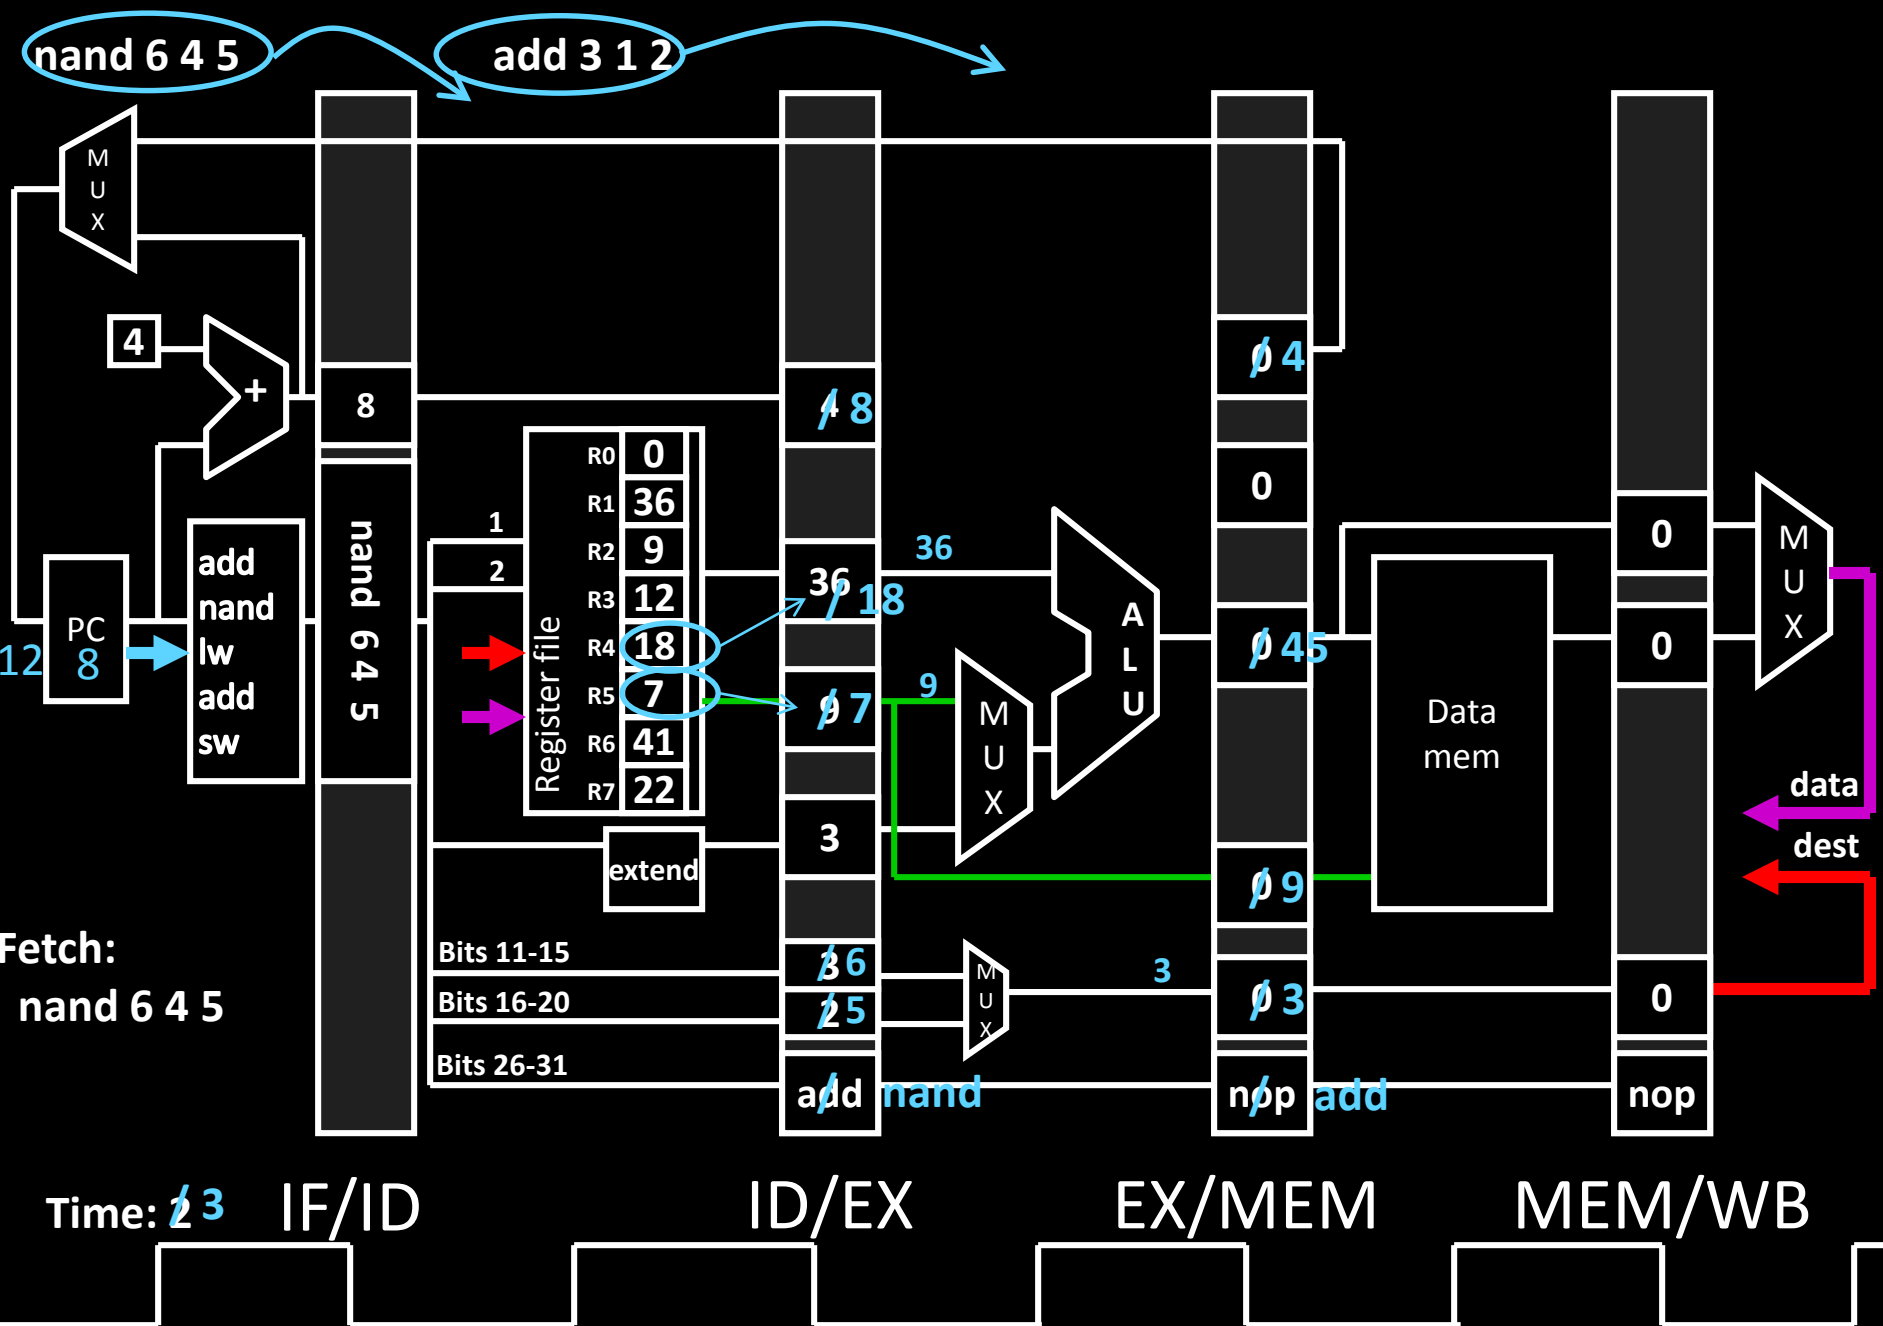 nand 6 4 5
add 3 1 2
M
U
X
4
+
8
4 8
0 4
0
PC
8
12
add
nand
lw
add
sw
nand 6 4 5
1
2
Register file
R0 0
R1 36
R2 9
R3 12
R4 18
R5 7
R6 41
R7 22
extend
36
18
9 7
3
36
9
M
U
X
A
L
U
0 45
0 9
Data
mem
0
0
M
U
X
data
dest
Fetch:
nand 6 4 5
Bits 11-15
Bits 16-20
Bits 26-31
3 6
2 5
add nand
M
U
X
3
0 3
nop add
0
nop
Time: 2 3
IF/ID
ID/EX
EX/MEM
MEM/WB